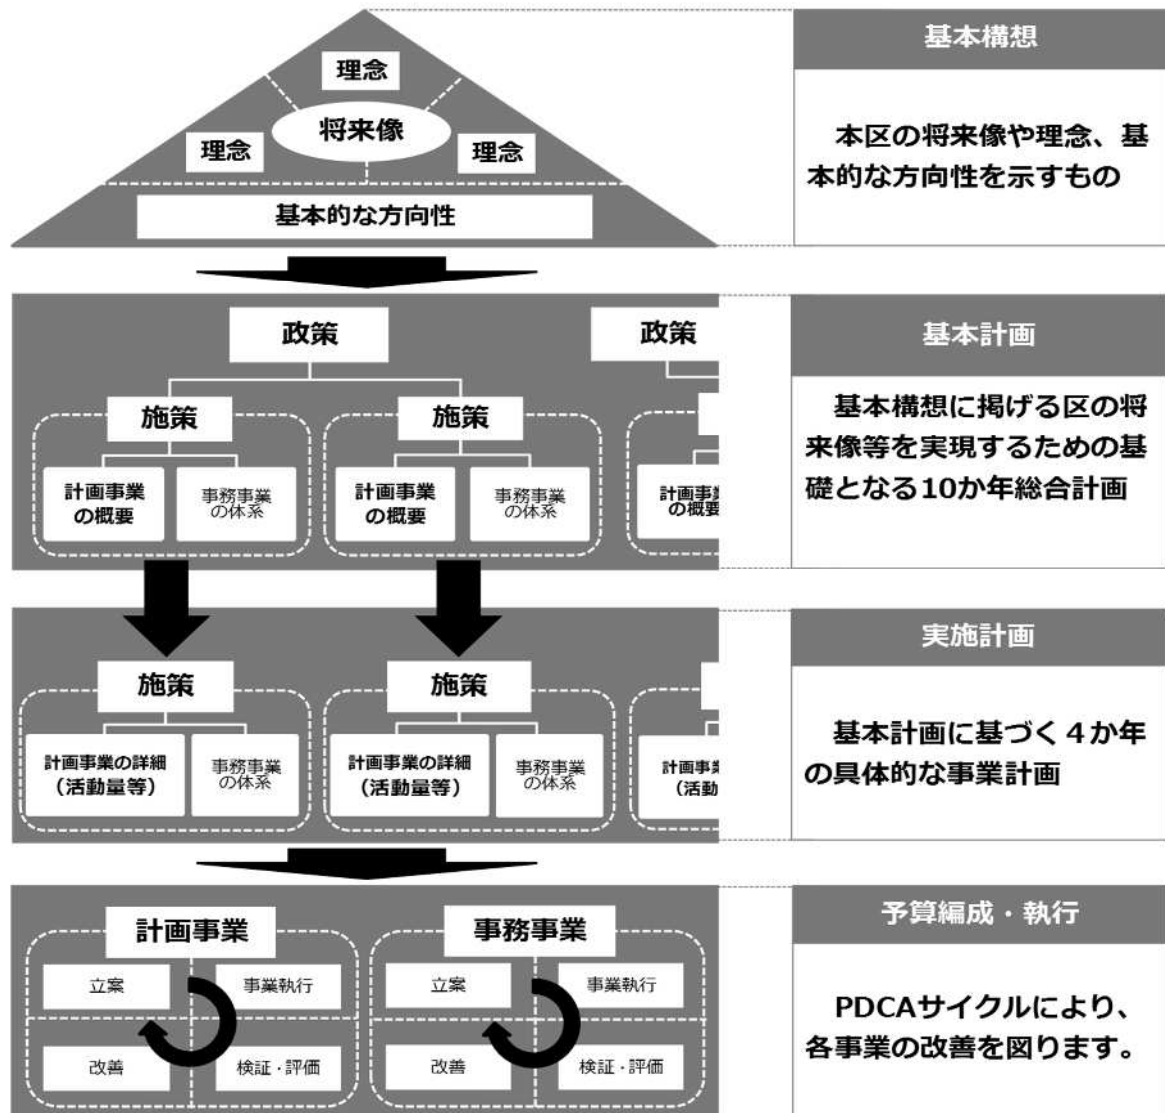 理念
将来像
理念
理念
基本的な方向性
基本構想
本区の将来像や理念、基
本的な方向性を示すもの
政策
政策
施策
施策
計画事業
の概要
事務事業
の体系
計画事業
の概要
事務事業
の体系
計画事
の概要
基本計画
基本構想に掲げる区の将
来像等を実現するための基
礎となる10か年総合計画
施策
施策
計画事業の詳細
（活動量等）
事務事業
の体系
計画事業の詳細
（活動量等）
事務事業
の体系
計画事
（活動
実施計画
基本計画に基づく４か年
の具体的な事業計画
計画事業
立案
事業執行
改善
検証・評価
事務事業
立案
事業執行
改善
検証・評価
予算編成・執行
PDCAサイクルにより、
各事業の改善を図ります。